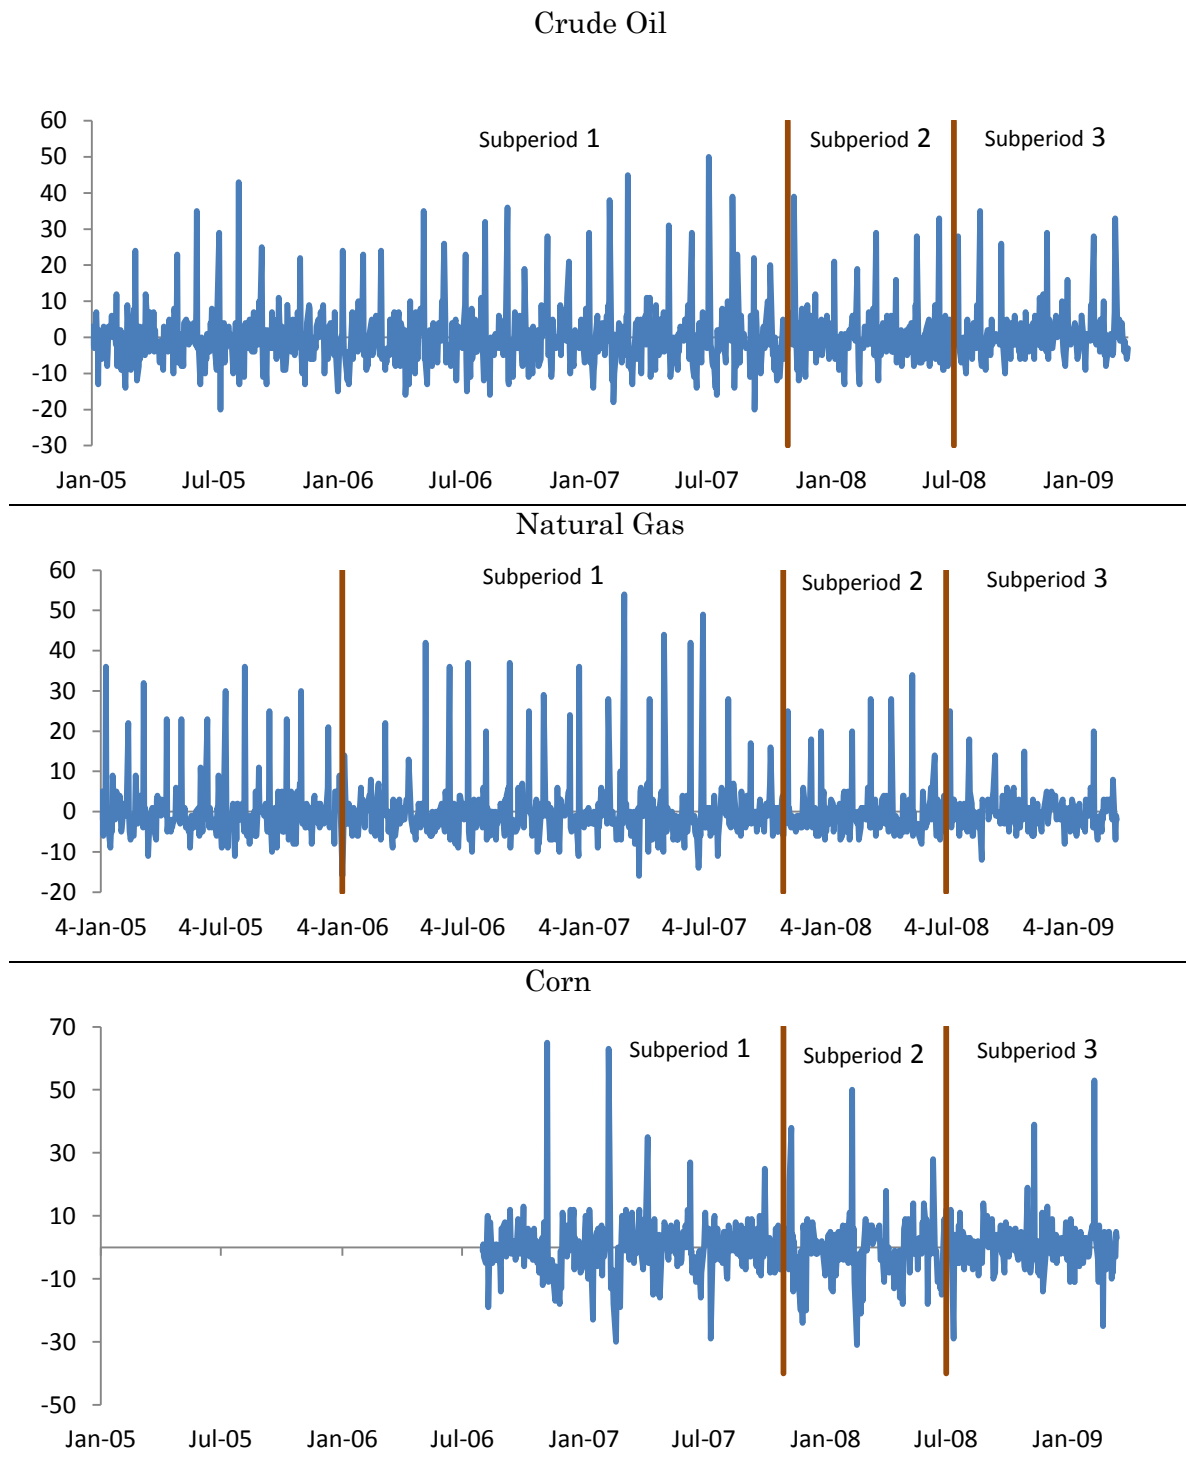 Crude Oil
60
50
40
30
20
10
0
-10
-20
-30
Subperiod 1 Subperiod 2 Subperiod 3
Jan-05 Jul-05 Jan-06 Jul-06 Jan-07 Jul-07 Jan-08 Jul-08 Jan-09
Natural Gas
60
50
40
30
20
10
0
-10
-20
Subperiod 1 Subperiod 2 Subperiod 3
4-Jan-05 4-Jul-05 4-Jan-06 4-Jul-06 4-Jan-07 4-Jul-07 4-Jan-08 4-Jul-08 4-Jan-09
Corn
70
50
30
10
-10
-30
-50
Subperiod 1 Subperiod 2 Subperiod 3
Jan-05 Jul-05 Jan-06 Jul-06 Jan-07 Jul-07 Jan-08 Jul-08 Jan-09